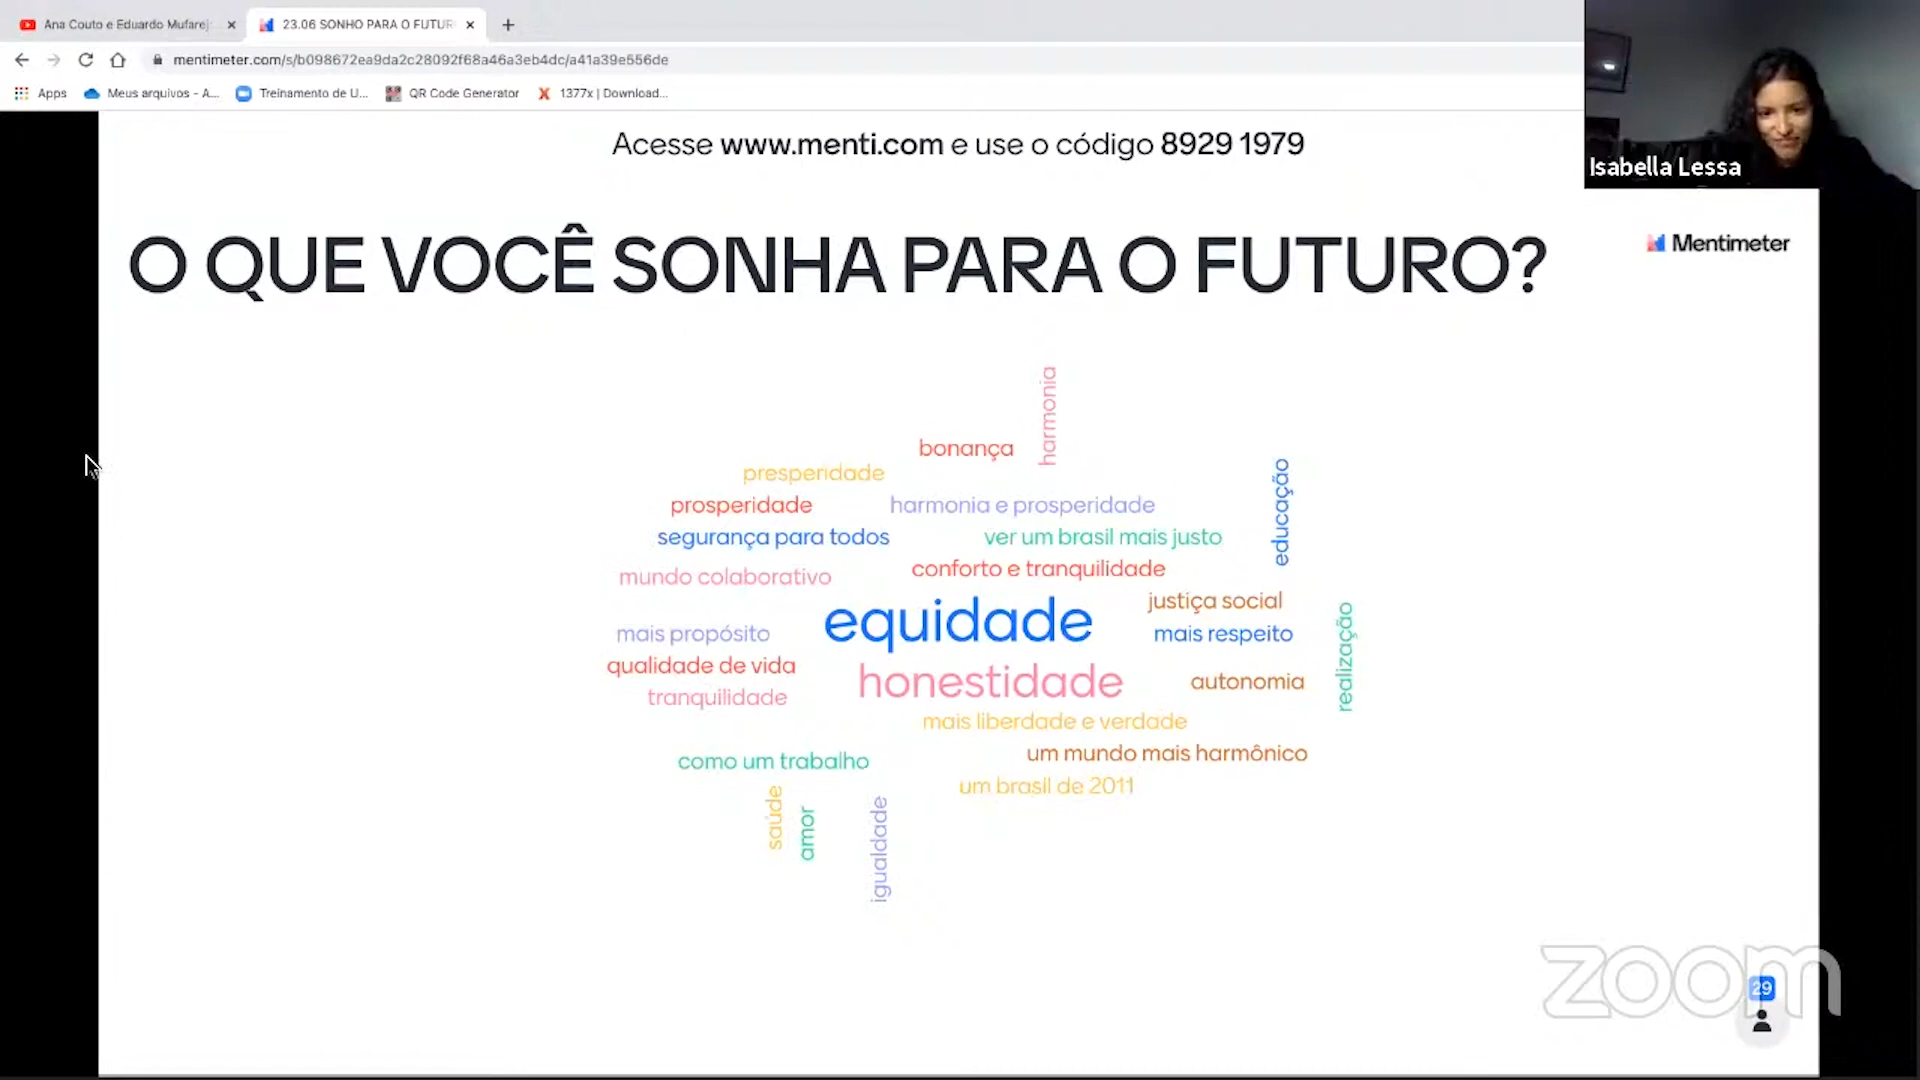 Ana Couto e Eduardo Mufarej:
23.06 SONHO PARA O FUTUR
mentimeter.com/s/b098672ea9da2c28092f68a46a3eb4dc/a41a39e556de
Apps
Meus arquivos - A...
Treinamento de U...
QR Code Generator
1377x | Download...
Acesse www.menti.com e use o código 8929 1979
Isabella Lessa
O QUE VOCÊ SONHA PARA O FUTURO?
Mentimeter
harmonia
bonança
presperidade
educação
prosperidade
harmonia e prosperidade
segurança para todos
ver um brasil mais justo
conforto e tranquilidade
mundo colaborativo
justiça social
equidade
mais propósito
mais respeito
realização
qualidade de vida
honestidade
autonomia
tranquilidade
mais liberdade e verdade
um mundo mais harmônico
como um trabalho
um brasil de 2011
saúde
amor
igualdade
zoom
29